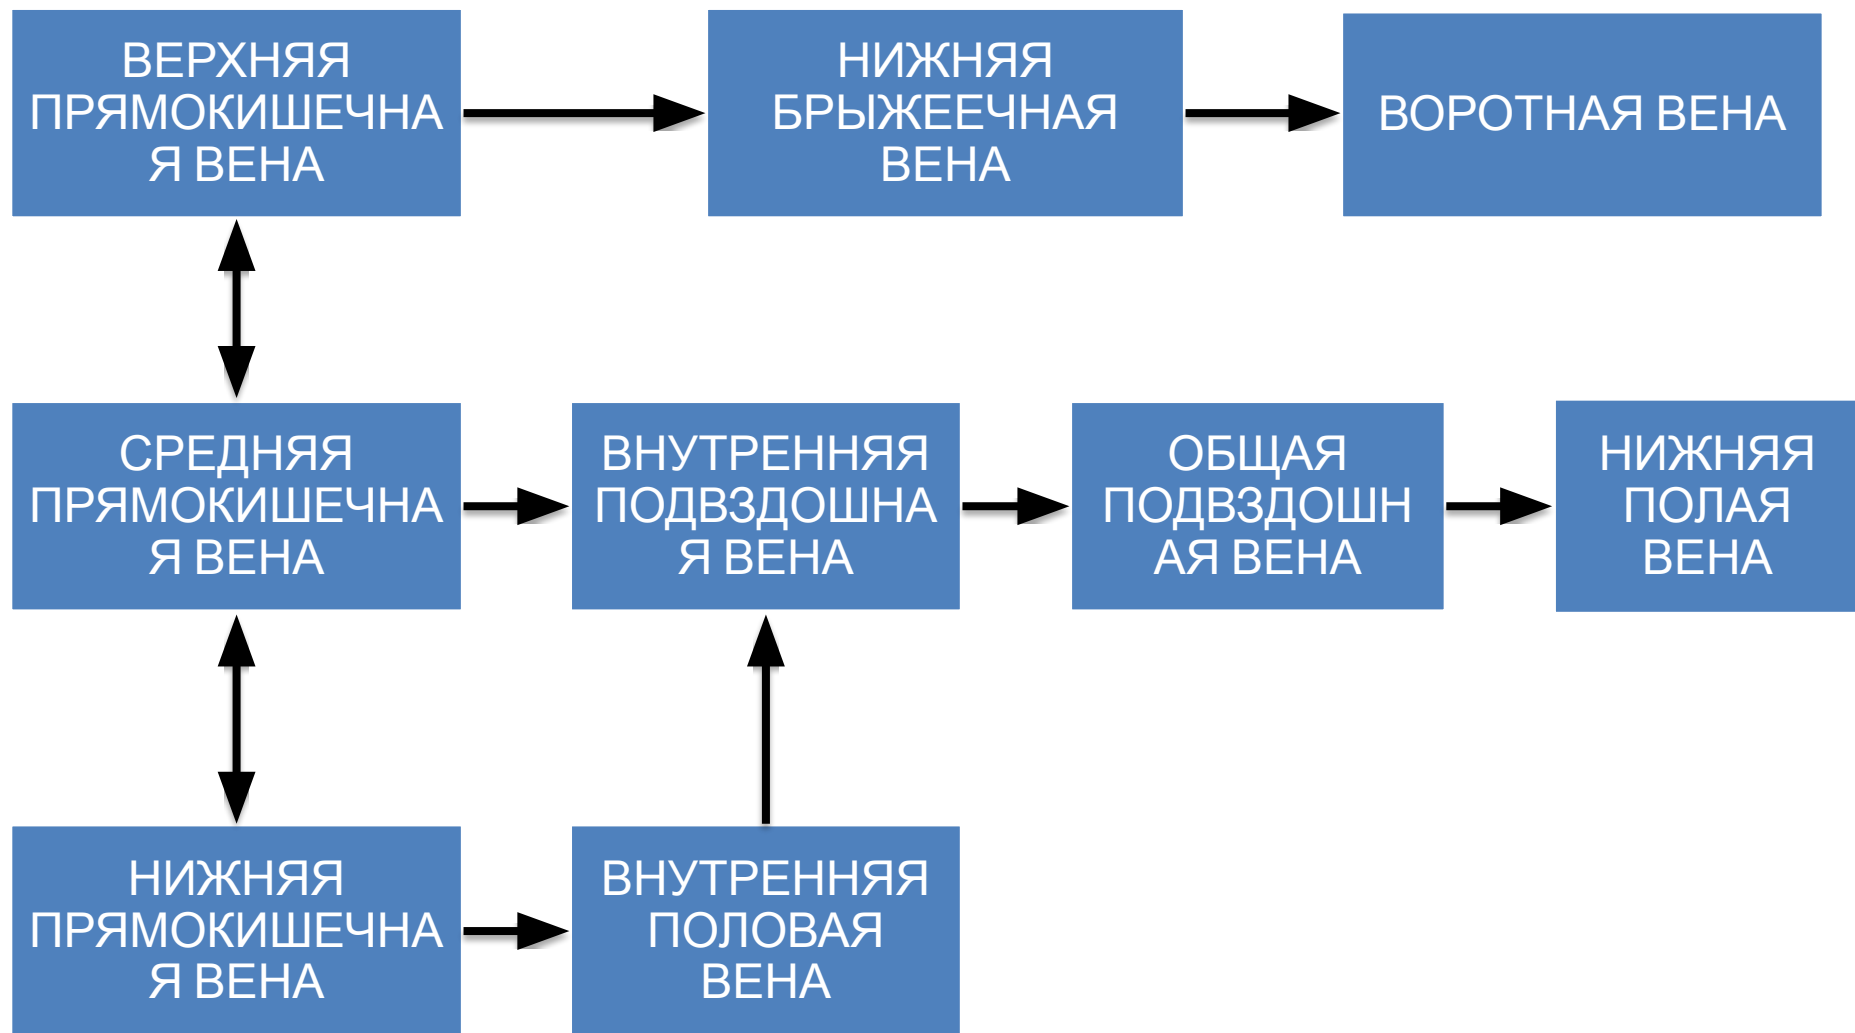 ВЕРХНЯЯ
ПРЯМОКИШЕЧНА
Я ВЕНА
НИЖНЯЯ
БРЫЖЕЕЧНАЯ
ВЕНА
ВОРОТНАЯ ВЕНА
СРЕДНЯЯ
ПРЯМОКИШЕЧНА
Я ВЕНА
ВНУТРЕННЯЯ
ПОДВЗДОШНА
Я ВЕНА
ОБЩАЯ
ПОДВЗДОШН
АЯ ВЕНА
НИЖНЯЯ
ПОЛАЯ
ВЕНА
НИЖНЯЯ
ПРЯМОКИШЕЧНА
Я ВЕНА
ВНУТРЕННЯЯ
ПОЛОВАЯ
ВЕНА